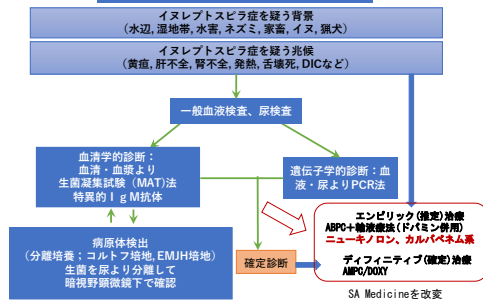 イヌレプトスピラ症を疑う背景
(水辺, 湿地帯, 水害, ネズミ, 家畜, イヌ, 猟犬)
イヌレプトスピラ症を疑う兆候
(黄疸, 肝不全, 腎不全, 発熱, 舌壊死, DICなど)
一般血液検査、尿検査
血清学的診断：
血清・血漿より
生菌凝集試験（MAT)法
特異的ＩｇＭ抗体
遺伝子学的診断：血
液・尿よりPCR法
病原体検出
(分離培養；コルトフ培地, EMJH培地)
生菌を尿より分離して
暗視野顕微鏡下で確認
確定診断
エンピリック(推定)治療
ABPC＋輸液療法(ドパミン併用)
ニューキノロン、カルバペネム系
ディフィニティブ(確定)治療
AMPC/DOXY
SA Medicineを改変